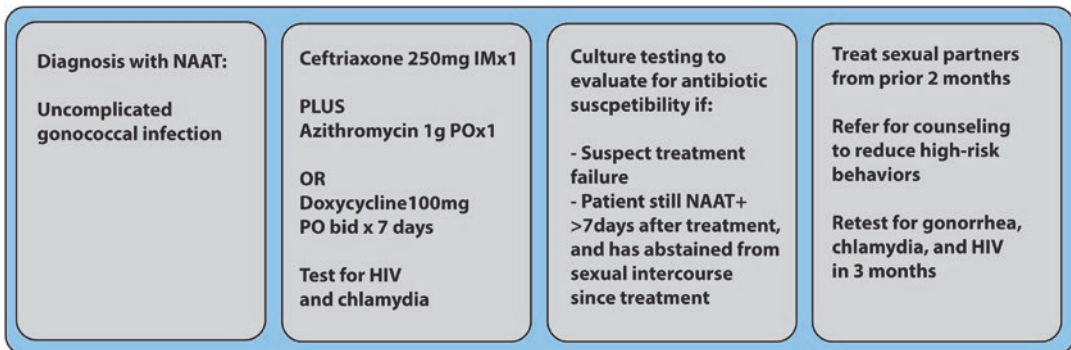 Diagnosis with NAAT:
Uncomplicated
gonococcal infection
Ceftriaxone 250mg IMx1
PLUS
Azithromycin 1g POx1
OR
Doxycycline100mg
PO bid x 7 days
Test for HIV
and chlamydia
Culture testing to
evaluate for antibiotic
suscpetibility if:
- Suspect treatment
failure
- Patient still NAAT+
>7days after treatment,
and has abstained from
sexual intercourse
since treatment
Treat sexual partners
from prior 2 months
Refer for counseling
to reduce high-risk
behaviors
Retest for gonorrhea,
chlamydia, and HIV
in 3 months